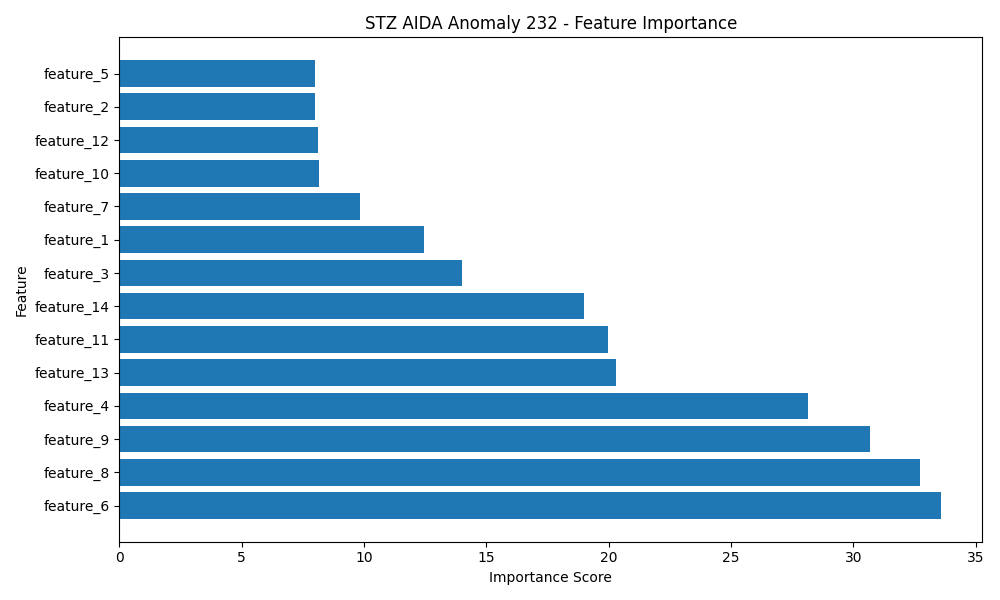 STZ AIDA Anomaly 232 - Feature Importance
feature_5
feature_2
feature_12
feature_10
feature_7
feature_1
feature_3
feature_14
feature_11
feature_13
feature_4
feature_9
feature_8
feature_6
Feature
0 5 10 15 20 25 30 35
Importance Score